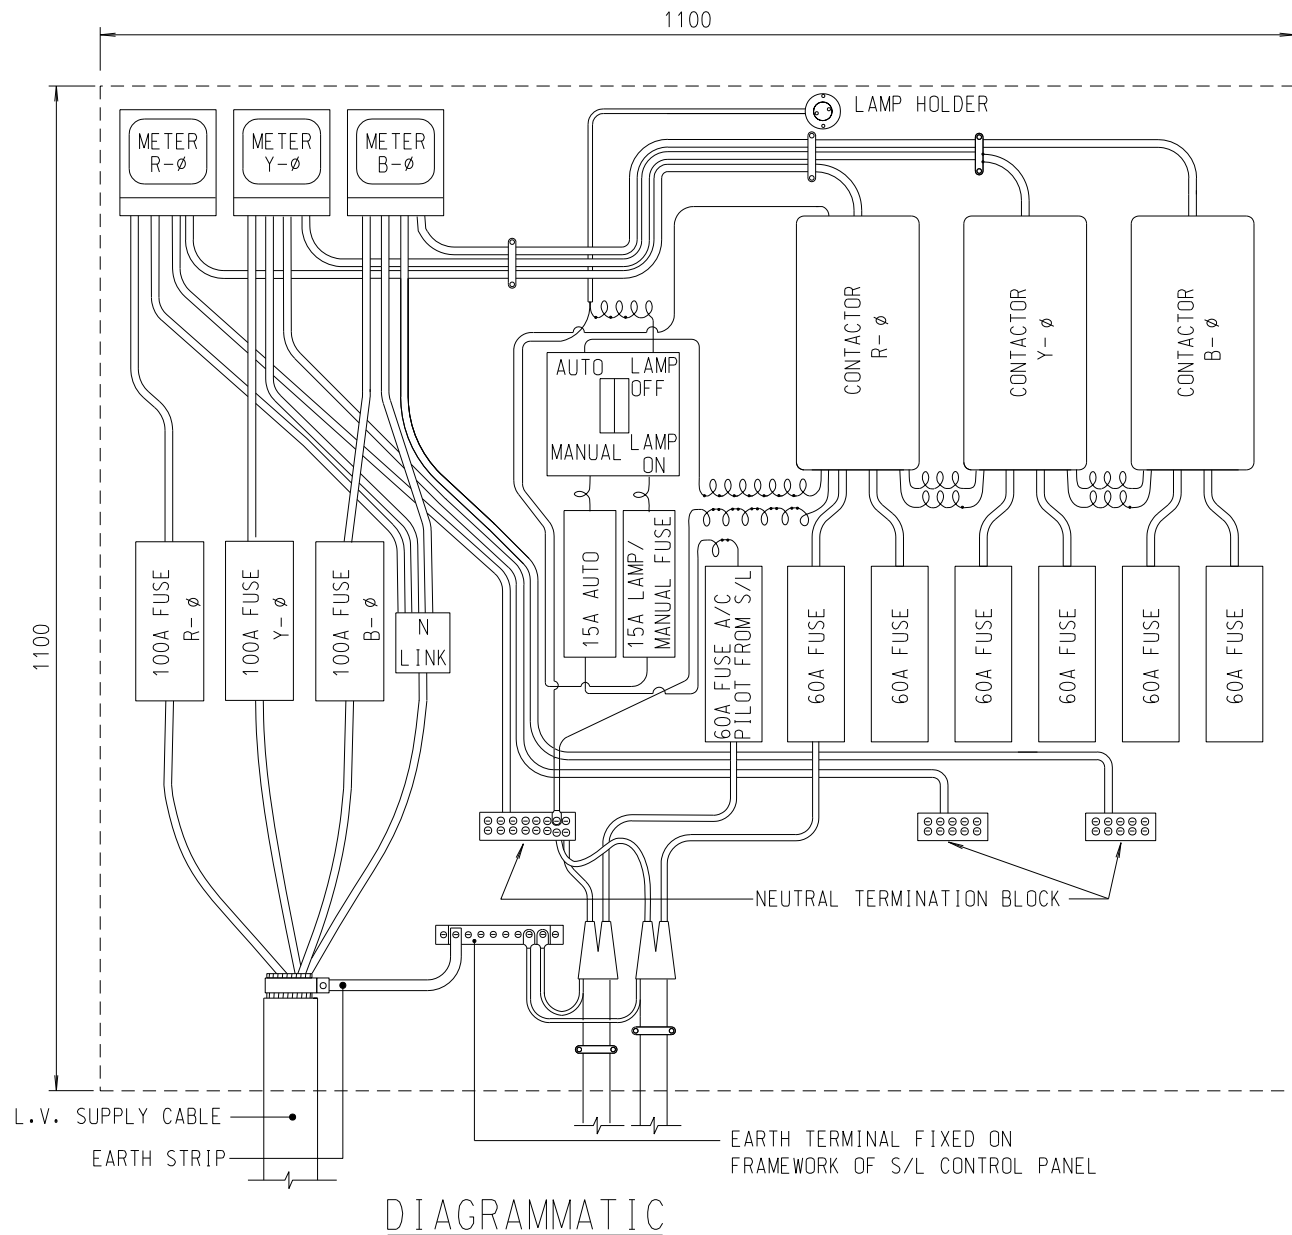 1100
LAMP HOLDER
METER
R-ø
METER
Y-ø
METER
B-ø
CONTACTOR
R-ø
CONTACTOR
Y-ø
CONTACTOR
B-ø
AUTO
LAMP
OFF
MANUAL
LAMP
ON
100A FUSE
R-ø
100A FUSE
Y-ø
100A FUSE
B-ø
N
LINK
15A AUTO
15A LAMP/
MANUAL FUSE
60A FUSE A/C
PILOT FROM S/L
60A FUSE
60A FUSE
60A FUSE
60A FUSE
60A FUSE
60A FUSE
1100
NEUTRAL TERMINATION BLOCK
L.V. SUPPLY CABLE
EARTH STRIP
EARTH TERMINAL FIXED ON
FRAMEWORK OF S/L CONTROL PANEL
DIAGRAMMATIC